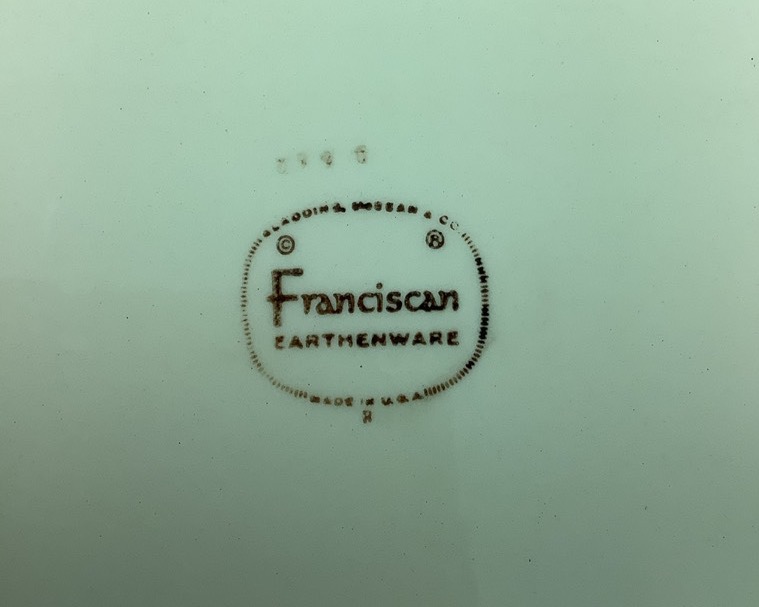 GLADDING, McBEAN & CO.
© ®
Franciscan
EARTHENWARE
MADE IN U.S.A